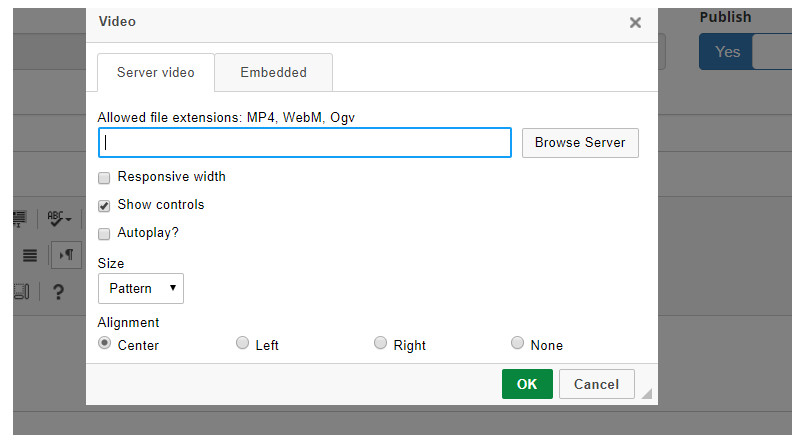 Video
Publish
Yes
Server video
Embedded
Allowed file extensions: MP4, WebM, Ogv
Browse Server
Responsive width
Show controls
Autoplay?
ABC
Size
Pattern
Alignment
Center
Left
Right
None
OK
Cancel